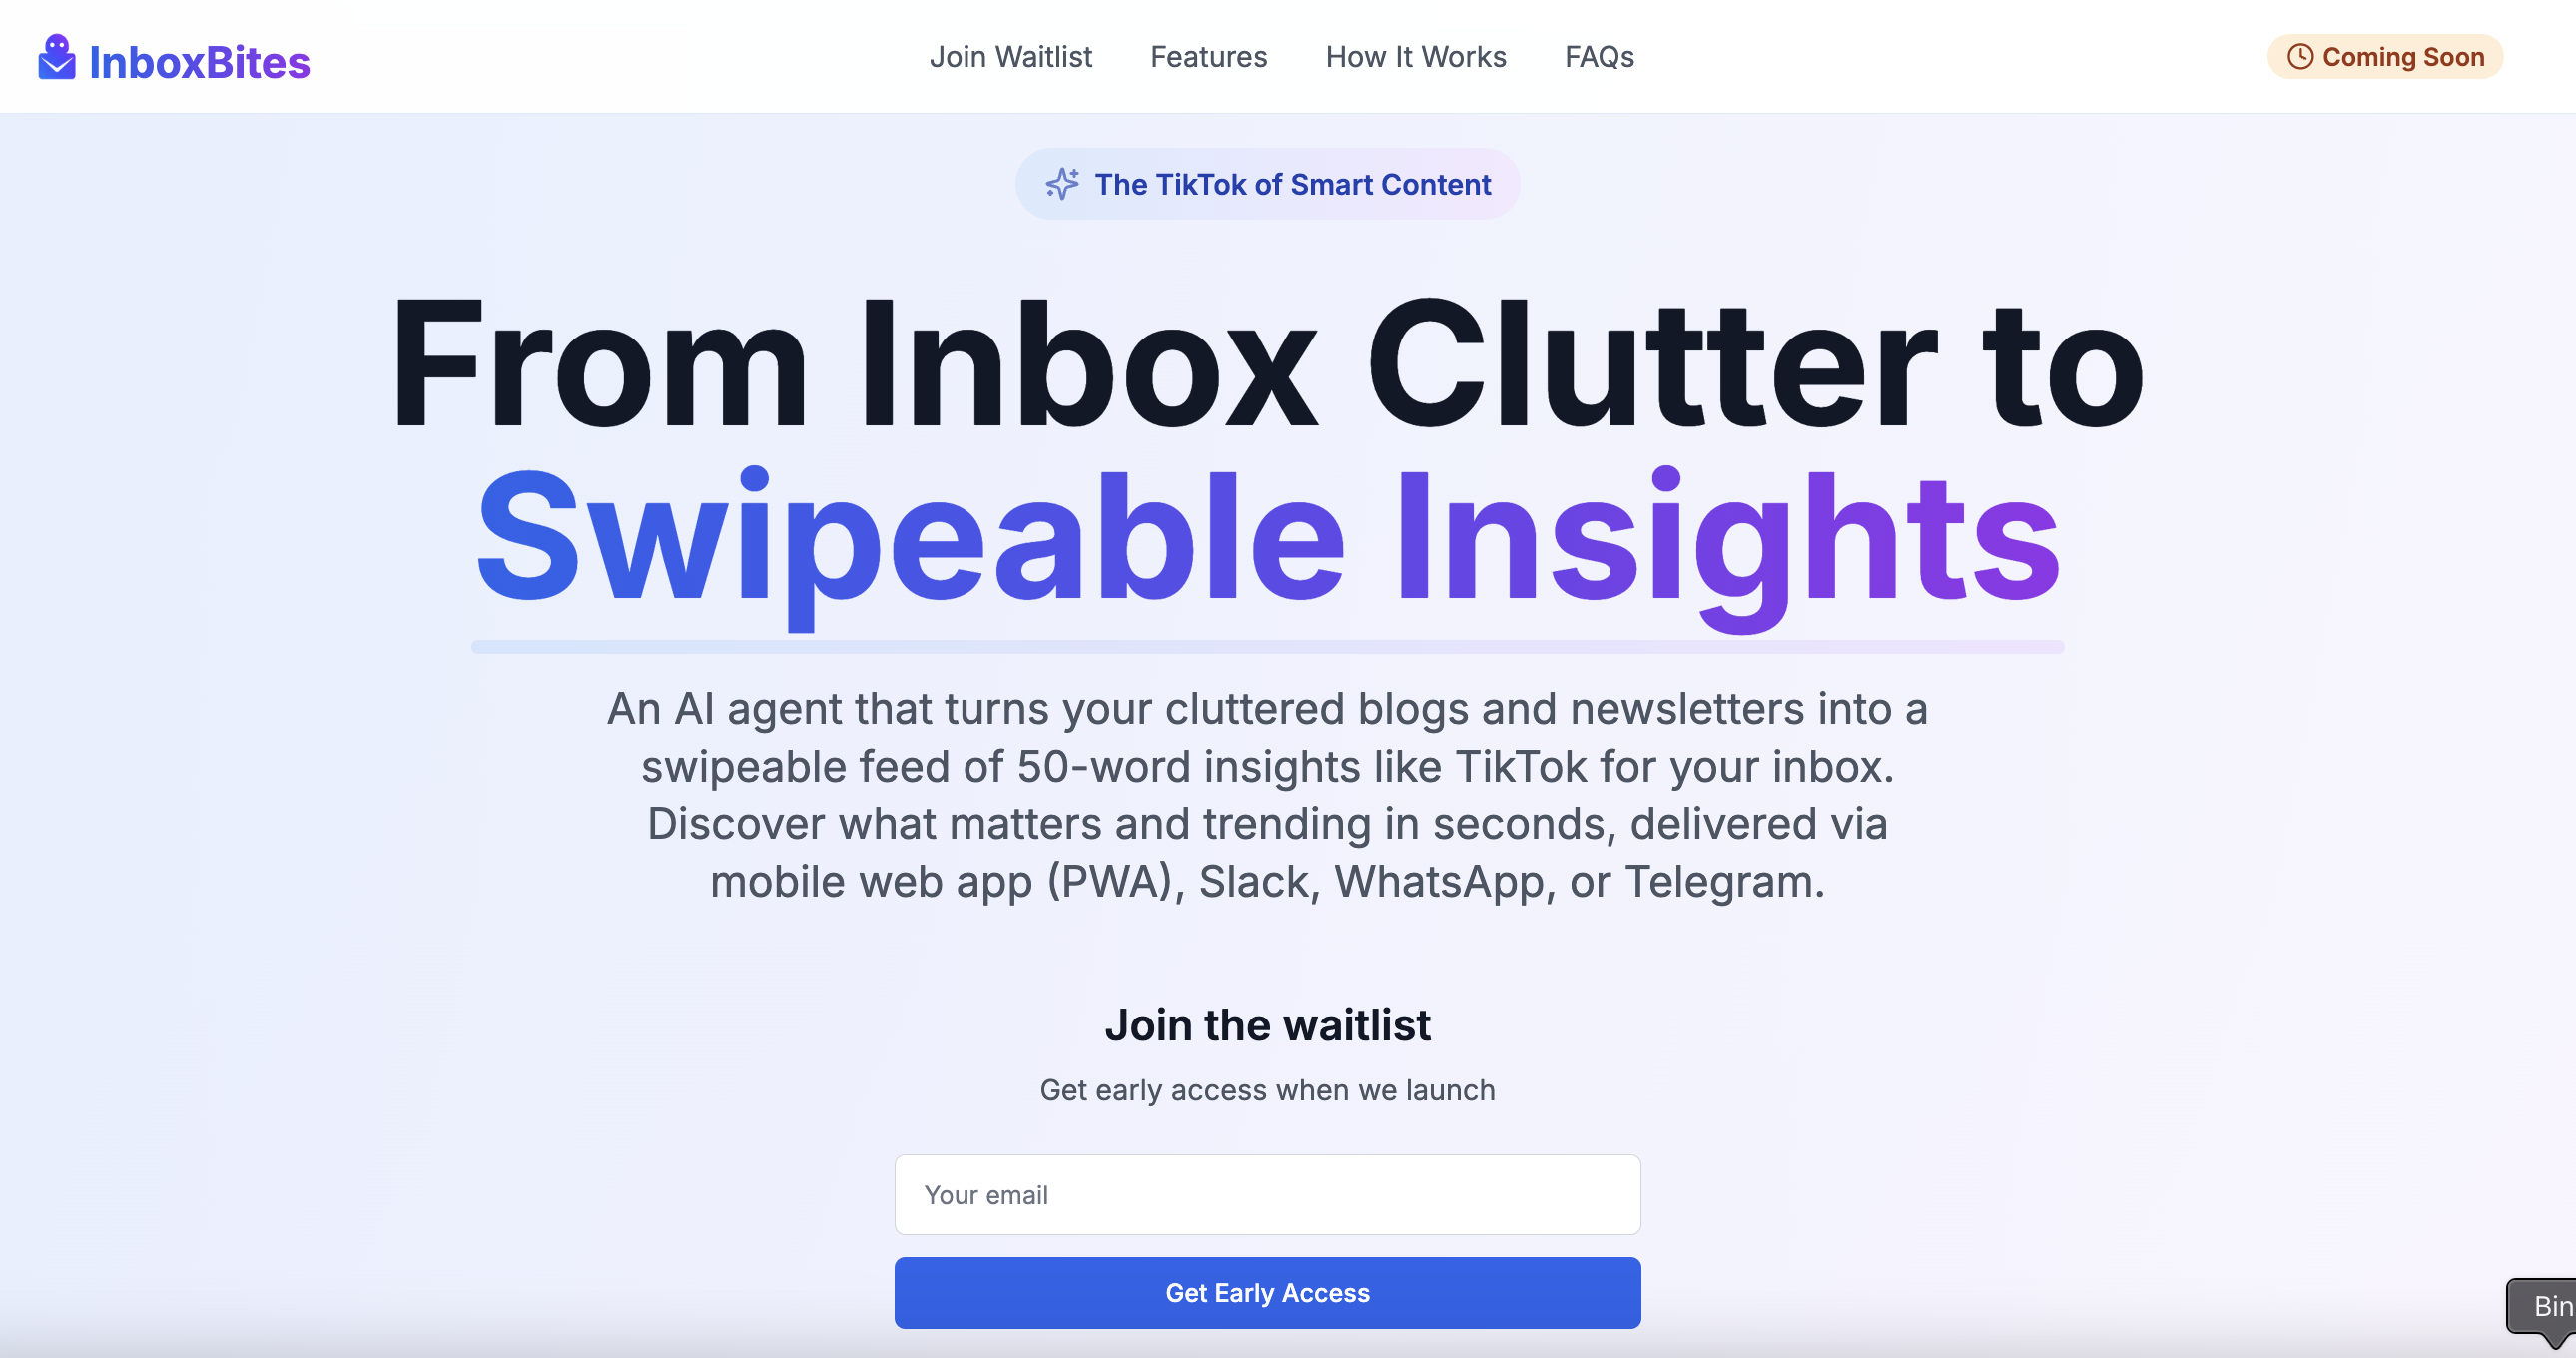 InboxBites
Join Waitlist
Features
How It Works
FAQs
Coming Soon
The TikTok of Smart Content
From Inbox Clutter to
Swipeable Insights
An AI agent that turns your cluttered blogs and newsletters into a
swipeable feed of 50-word insights like TikTok for your inbox.
Discover what matters and trending in seconds, delivered via
mobile web app (PWA), Slack, WhatsApp, or Telegram.
Join the waitlist
Get early access when we launch
Your email
Get Early Access
Bin